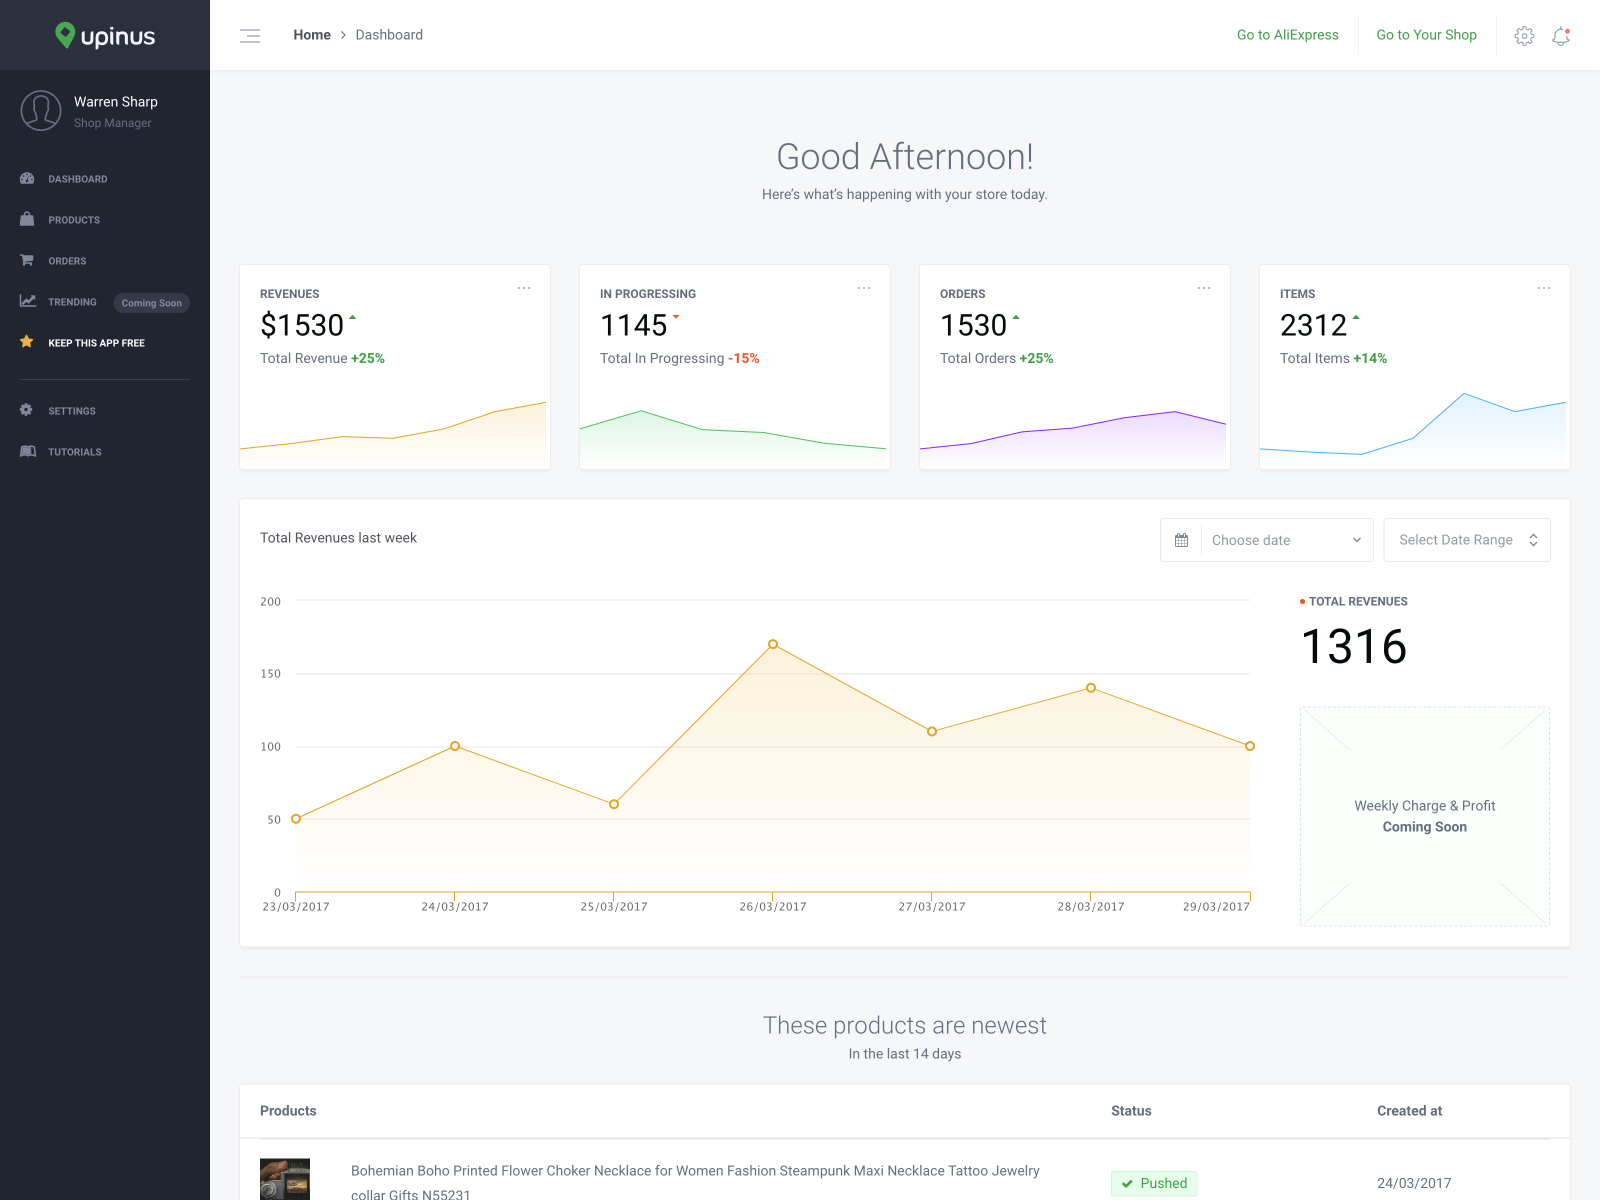 upinus
Home > Dashboard
Go to AliExpress
Go to Your Shop
Warren Sharp
Shop Manager
DASHBOARD
PRODUCTS
ORDERS
TRENDING Coming Soon
KEEP THIS APP FREE
SETTINGS
TUTORIALS
Good Afternoon!
Here's what's happening with your store today.
REVENUES
$1530
Total Revenue +25%
IN PROGRESSING
1145
Total In Progressing -15%
ORDERS
1530
Total Orders +25%
ITEMS
2312
Total Items +14%
Total Revenues last week
Choose date
Select Date Range
200
150
100
50
0
23/03/2017
24/03/2017
25/03/2017
26/03/2017
27/03/2017
28/03/2017
29/03/2017
TOTAL REVENUES
1316
Weekly Charge & Profit
Coming Soon
These products are newest
In the last 14 days
Products
Status
Created at
Bohemian Boho Printed Flower Choker Necklace for Women Fashion Steampunk Maxi Necklace Tattoo Jewelry
collar Gifts N55231
Pushed
24/03/2017